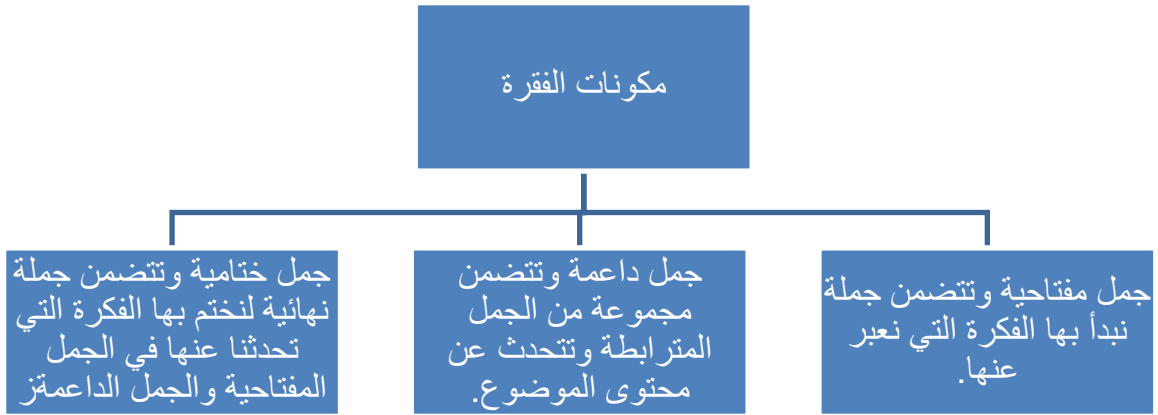 مكونات الفقرة
جمل مفتاحية وتتضمن جملة
نبدأ بها الفكرة التي نعبر
عنها.
جمل داعمة وتتضمن
مجموعة من الجمل
المترابطة وتتحدث عن
محتوى الموضوع.
جمل ختامية وتتضمن جملة
نهائية لنختم بها الفكرة التي
تحدثنا عنها في الجمل
المفتاحية والجمل الداعمةز